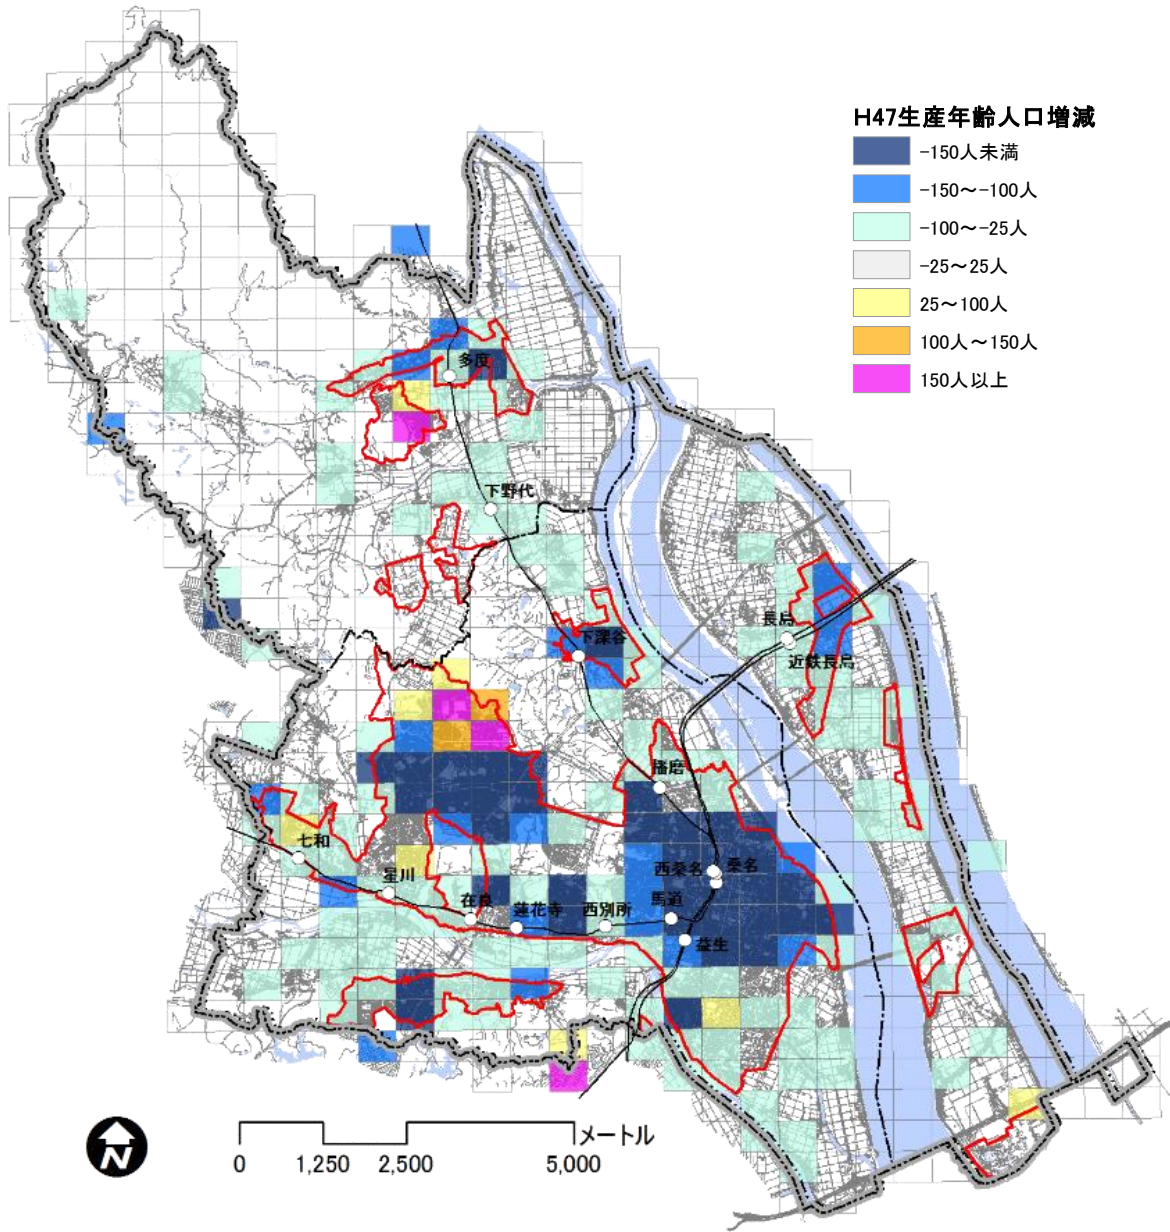 H47生産年齢人口増減
-150人未満
-150～-100人
-100～-25人
-25～25人
25～100人
100人～150人
150人以上
多度
下野代
下深谷
長島
近鉄長島
播磨
七和
星川
在良
蓮花寺
西別所
西桑名
桑名
馬道
益生
N
0 1,250 2,500 5,000
メートル